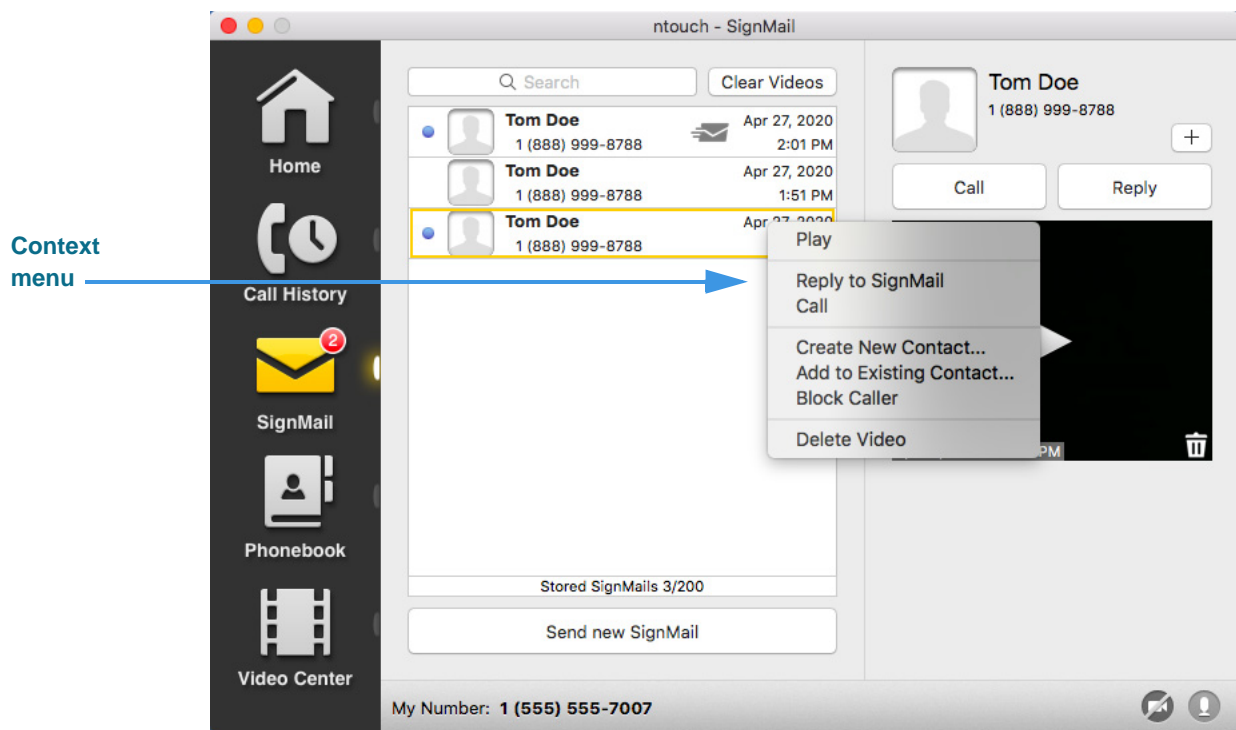 ntouch - SignMail
Context
menu
Home
Call History
2
SignMail
Phonebook
Video Center
Search
Clear Videos
Tom Doe
Apr 27, 2020
1 (888) 999-8788
2:01 PM
Tom Doe
Apr 27, 2020
1 (888) 999-8788
1:51 PM
Tom Doe
Apr 27, 2020
1 (888) 999-8788
Play
Reply to SignMail
Call
Create New Contact...
Add to Existing Contact...
Block Caller
Delete Video
Stored SignMails 3/200
Send new SignMail
Tom Doe
1 (888) 999-8788
+
Call
Reply
PM
My Number: 1 (555) 555-7007